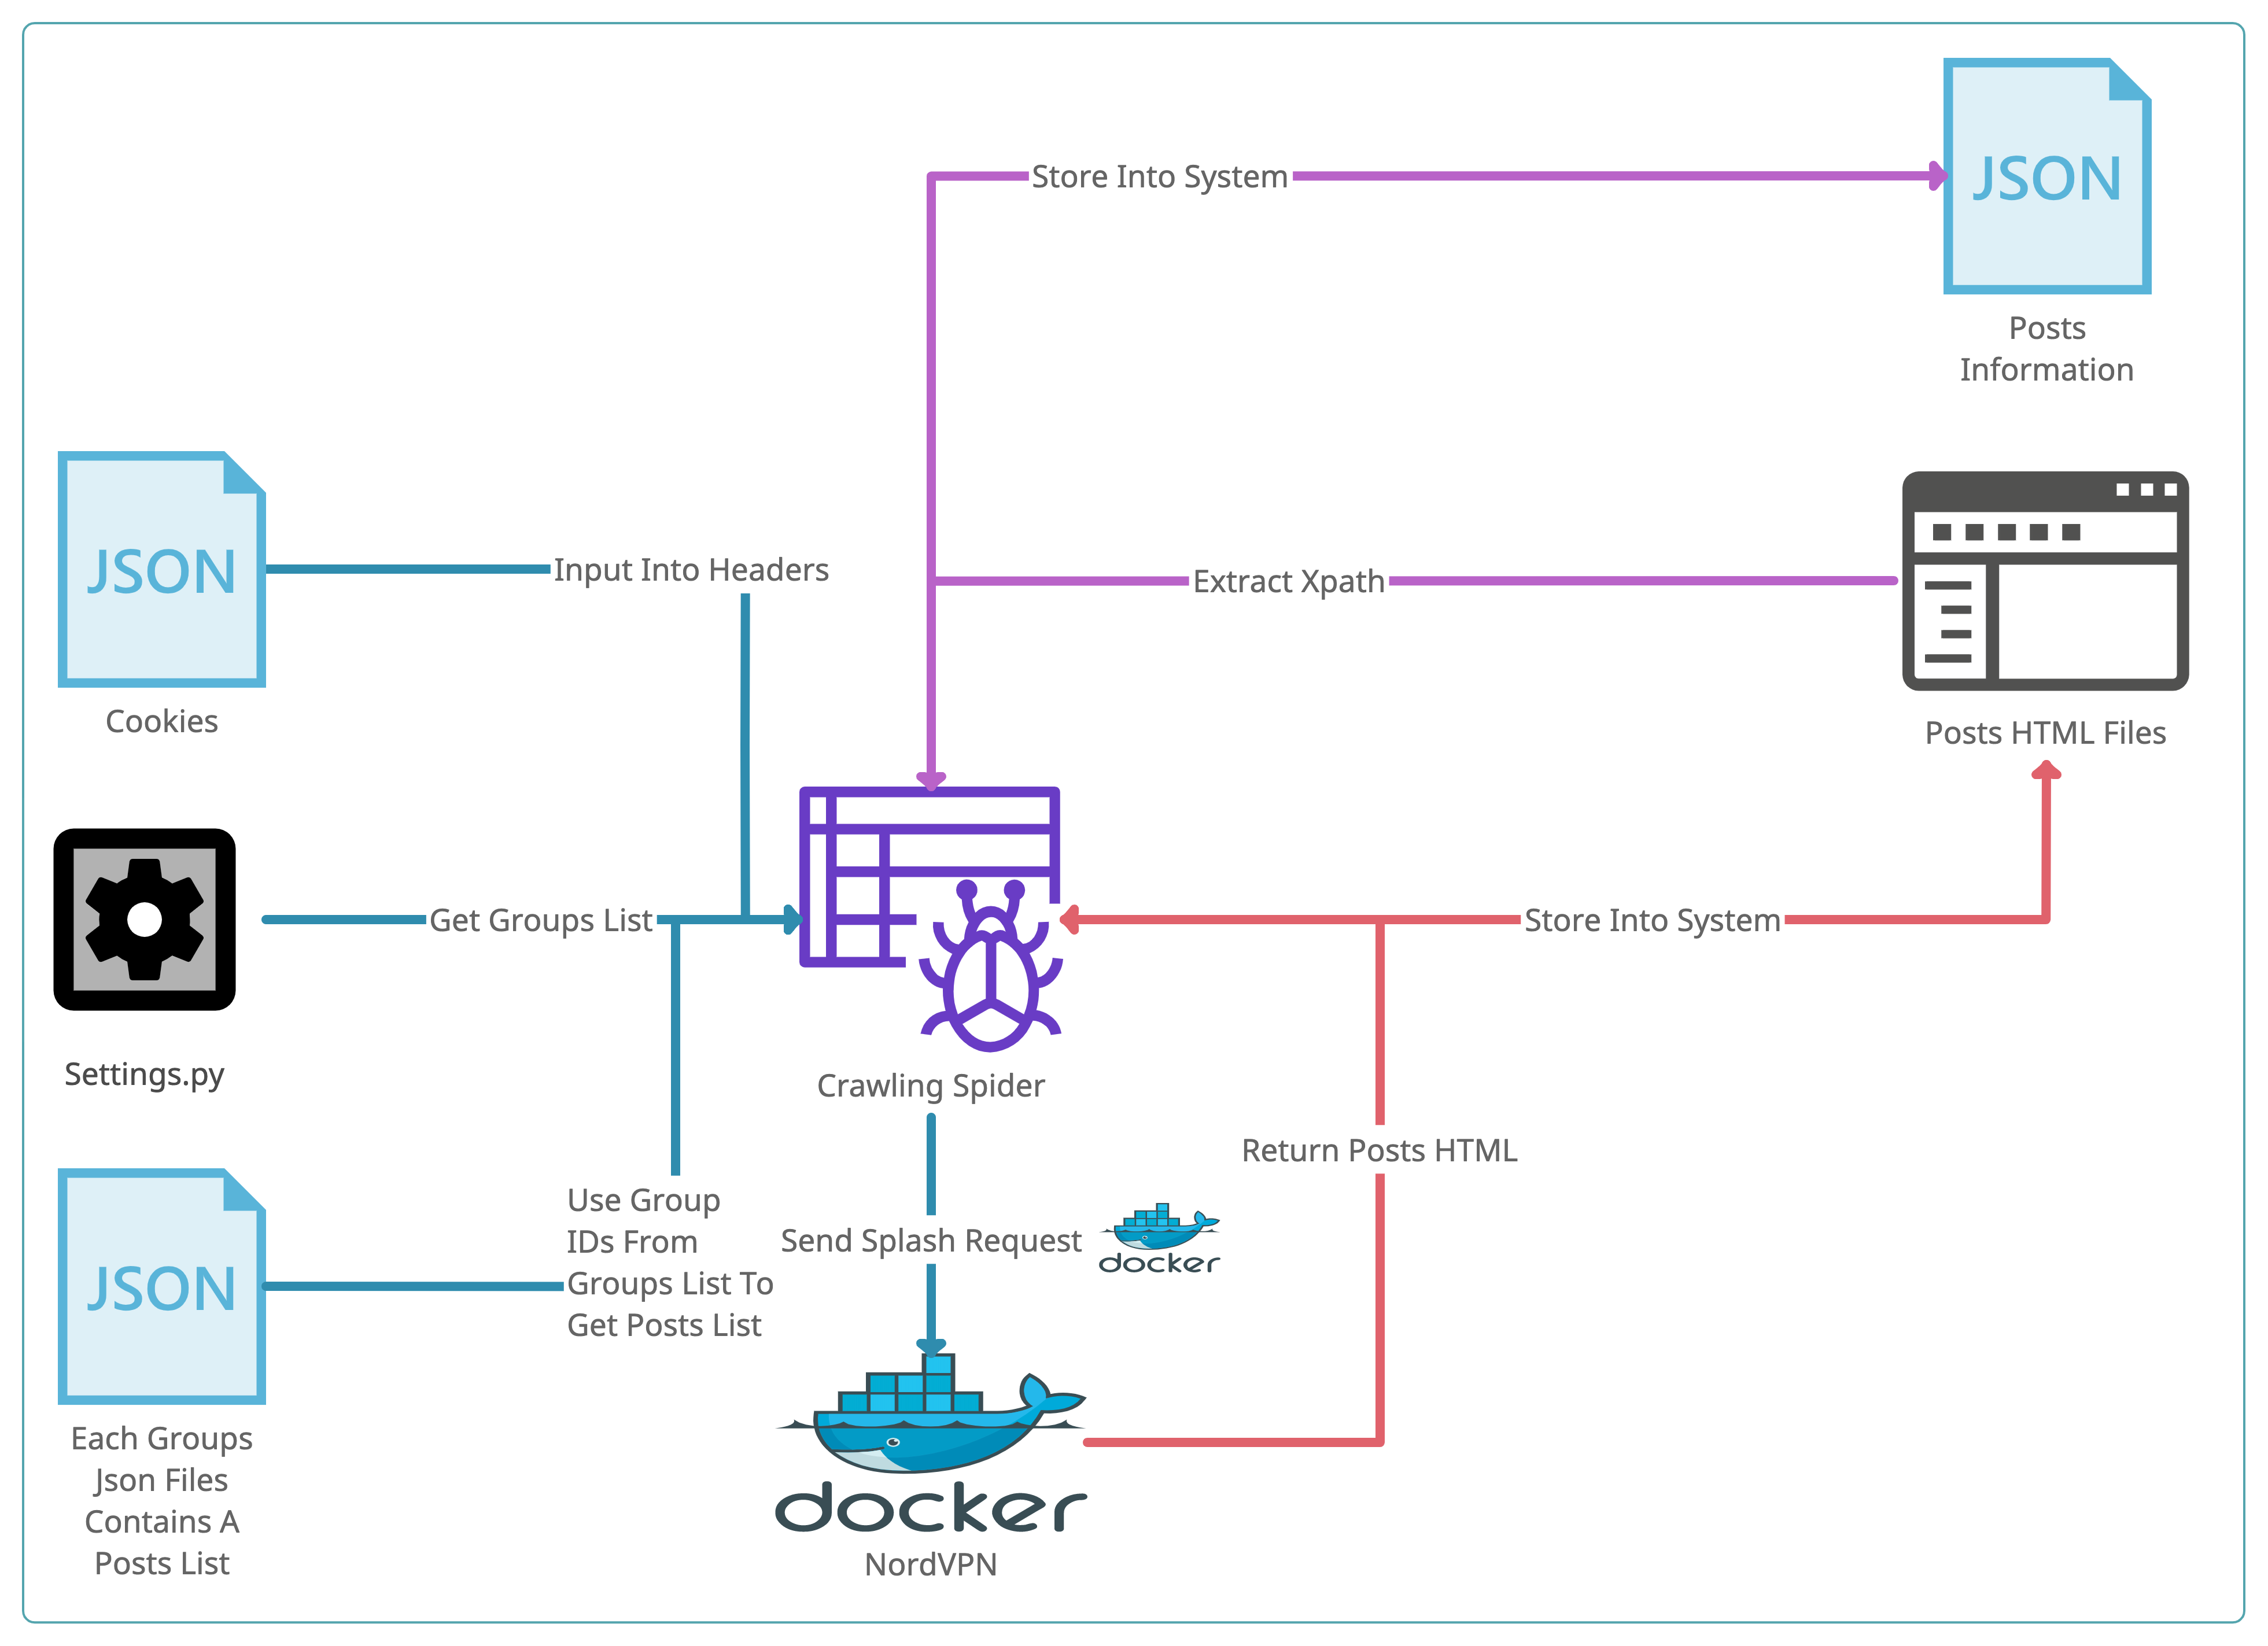 Store Into System
JSON
Posts
Information
JSON
Input Into Headers
Extract Xpath
Cookies
Posts HTML Files
Get Groups List
Store Into System
Settings.py
Crawling Spider
Return Posts HTML
JSON
Use Group
IDs From
Groups List To
Get Posts List
Send Splash Request
docker
Each Groups
Json Files
Contains A
Posts List
docker
NordVPN